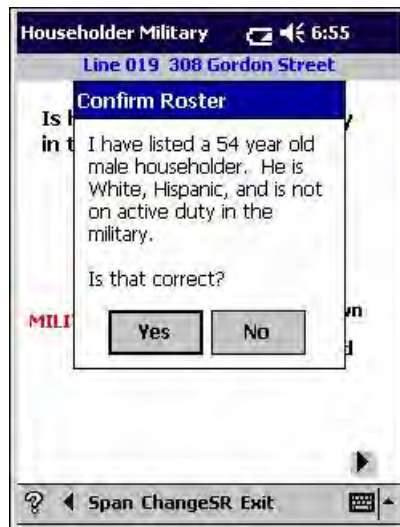 Householder Military 6:55
Line 019 308 Gordon Street
Confirm Roster
Is
in
I have listed a 54 year old
male householder. He is
White, Hispanic, and is not
on active duty in the
military.
Is that correct?
Yes No
Span ChangeSR Exit